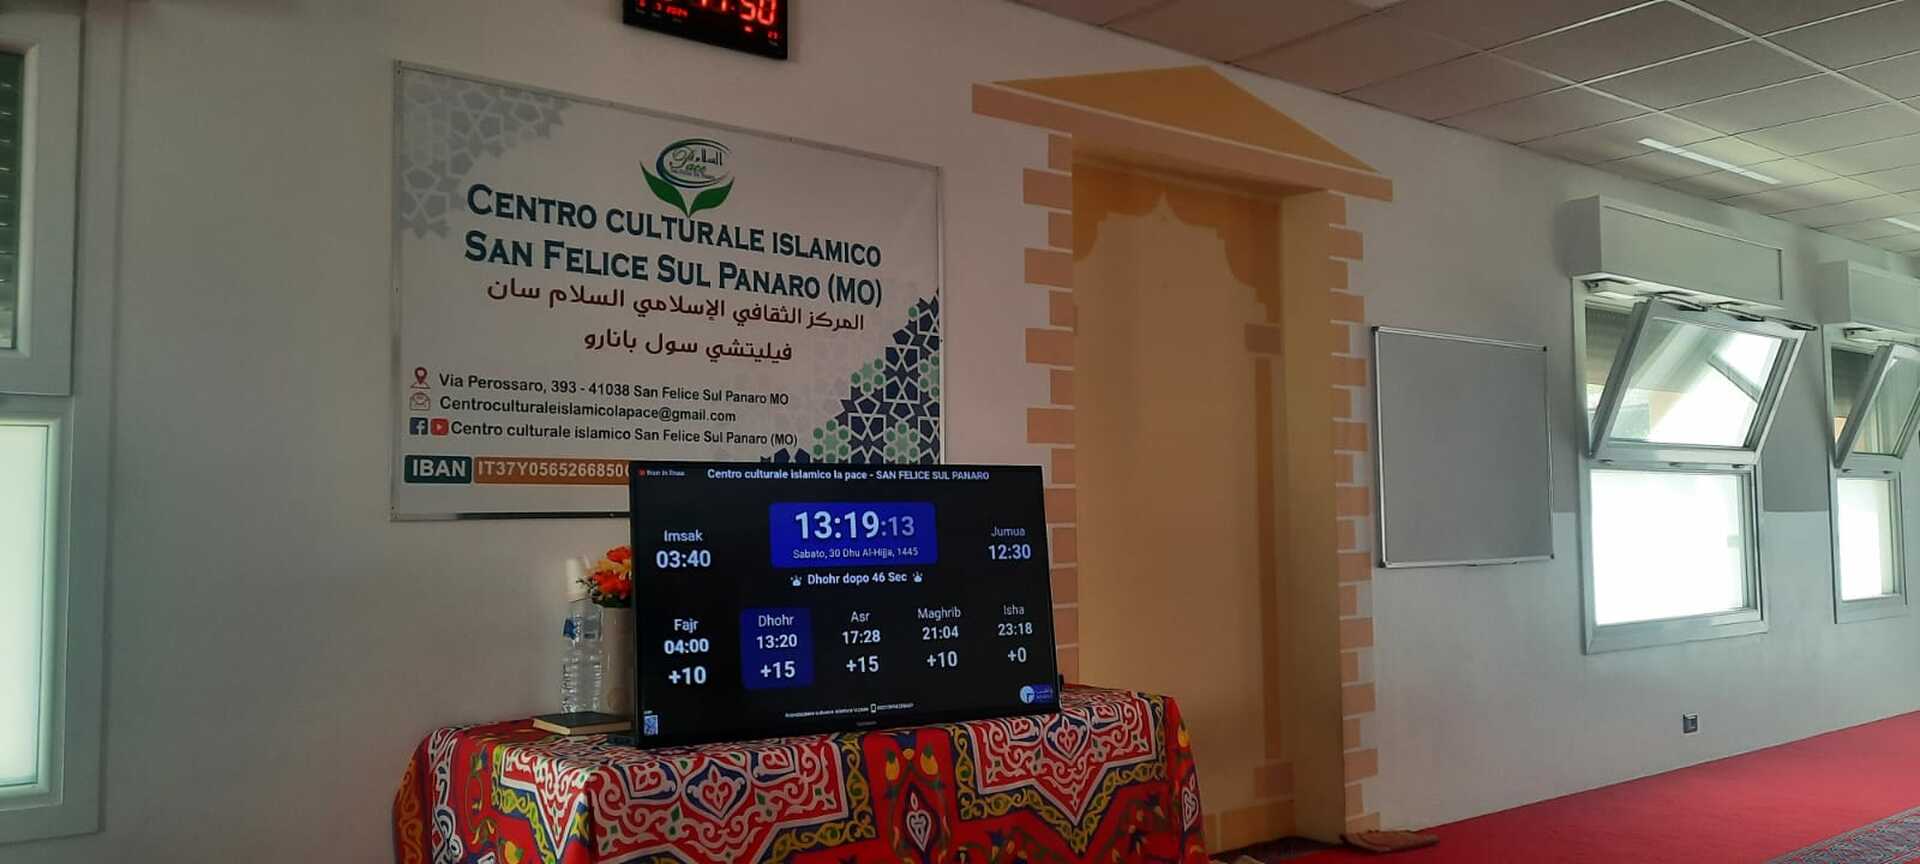 :50
السلام
Pace
CENTRO CULTURALE ISLAMICO
SAN FELICE SUL PANARO (MO)
المركز الثقافي الإسلامي السلام سان
فيليتشي سول بانارو
Via Perossaro, 393 - 41038 San Felice Sul Panaro MO
Centroculturaleislamicolapace@gmail.com
Centro culturale islamico San Felice Sul Panaro (MO)
IBAN IT37Y0565266850
Centro culturale islamico la pace - SAN FELICE SUL PANARO
Imsak
03:40
13:19:13
Sabato, 30 Dhu Al-Hijja, 1445
Dhohr dopo 46 Sec
Jumua
12:30
Fajr
04:00
+10
Dhohr
13:20
+15
Asr
17:28
+15
Maghrib
21:04
+10
Isha
23:18
+0